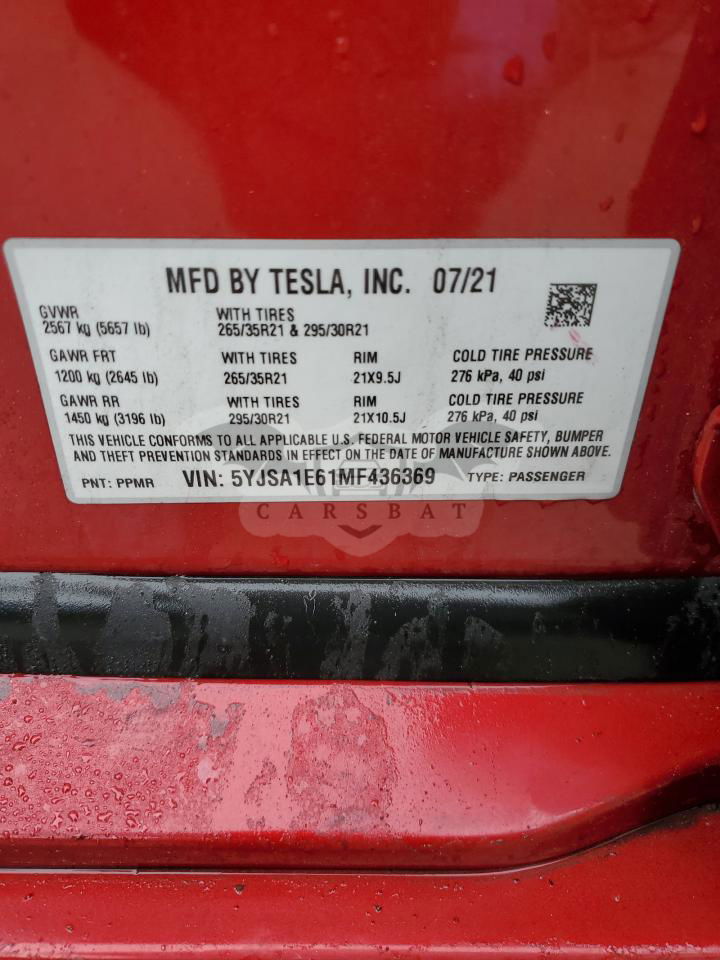 MFD BY TESLA, INC. 07/21
GVWR WITH TIRES
2567 kg (5657 lb) 265/35R21 & 295/30R21
GAWR FRT WITH TIRES RIM COLD TIRE PRESSURE
1200 kg (2645 lb) 265/35R21 21X9.5J 276 kPa, 40 psi
GAWR RR WITH TIRES RIM COLD TIRE PRESSURE
1450 kg (3196 lb) 295/30R21 21X10.5J 276 kPa, 40 psi
THIS VEHICLE CONFORMS TO ALL APPLICABLE U.S. FEDERAL MOTOR VEHICLE SAFETY, BUMPER
AND THEFT PREVENTION STANDARDS IN EFFECT ON THE DATE OF MANUFACTURE SHOWN ABOVE.
PNT: PPMR VIN: 5YJSA1E61MF436369 TYPE: PASSENGER
CARSBAT